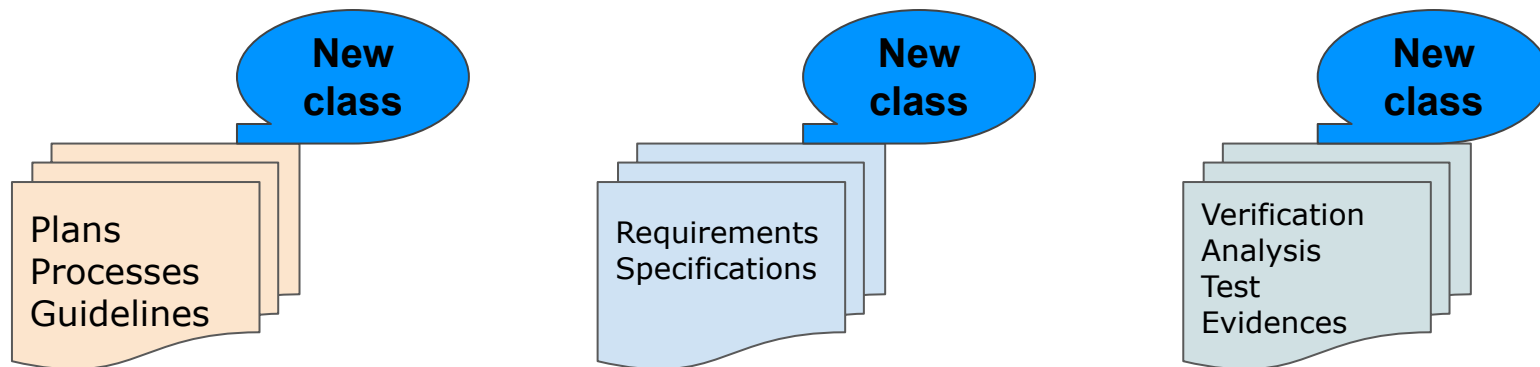 New
class
New
class
New
class
Plans
Processes
Guidelines
Requirements
Specifications
Verification
Analysis
Test
Evidences